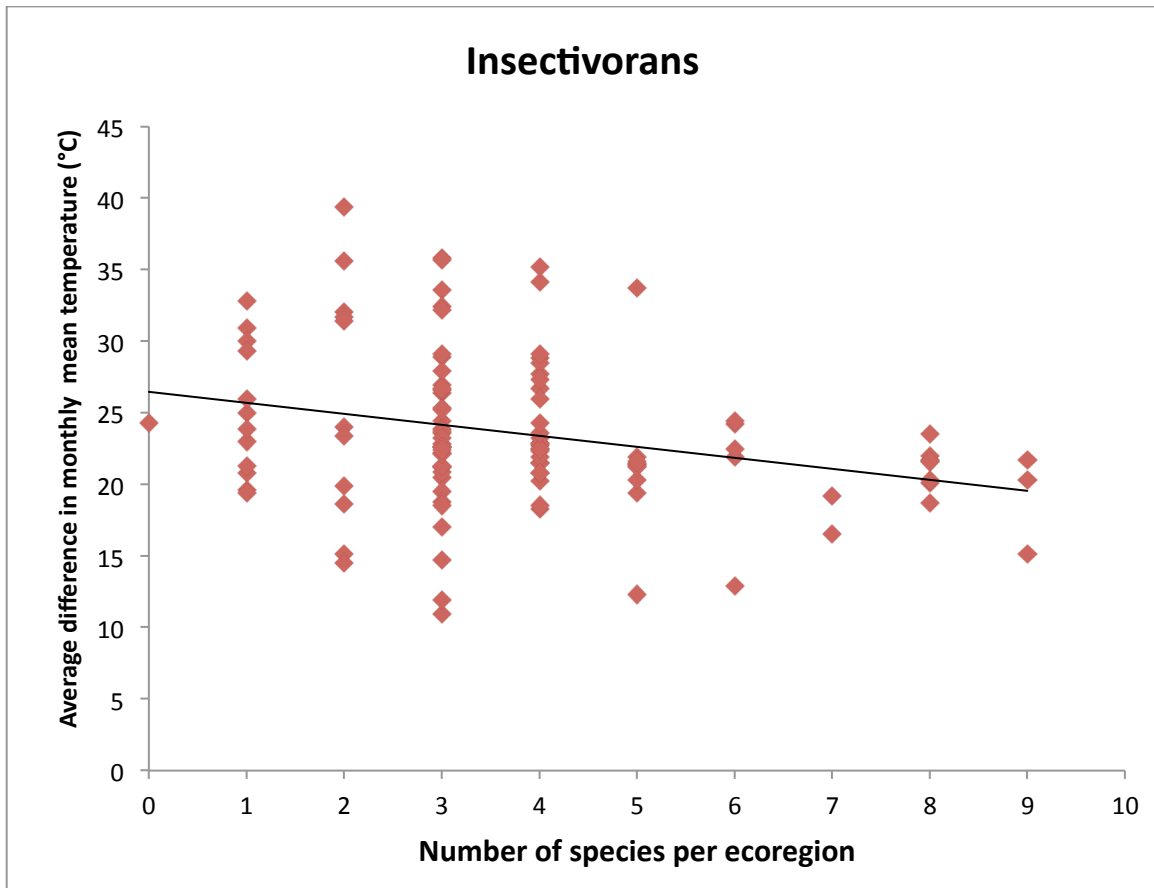 Insectivorans
Average difference in monthly mean temperature (°C)
45
40
35
30
25
20
15
10
5
0
0 1 2 3 4 5 6 7 8 9 10
Number of species per ecoregion